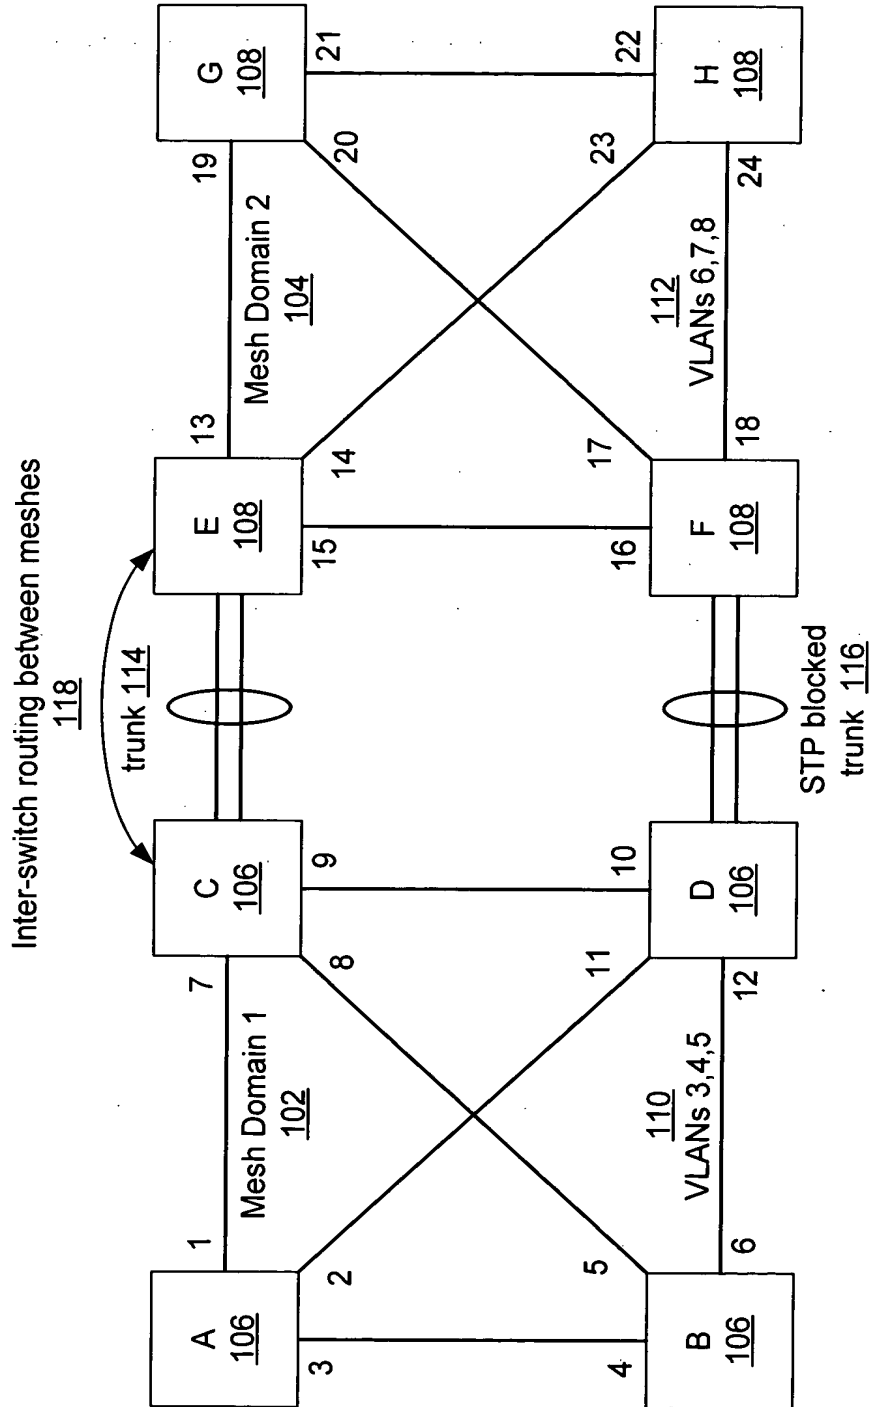 Inter-switch routing between meshes
118
trunk 114
A
106
1
2
3
Mesh Domain 1
102
7
C
106
8
9
13
E
108
14
15
Mesh Domain 2
104
19
G
108
20
21
4
5
6
B
106
110
VLANs 3,4,5
10
11
12
D
106
STP blocked
trunk 116
16
17
18
F
108
112
VLANs 6,7,8
22
23
24
H
108